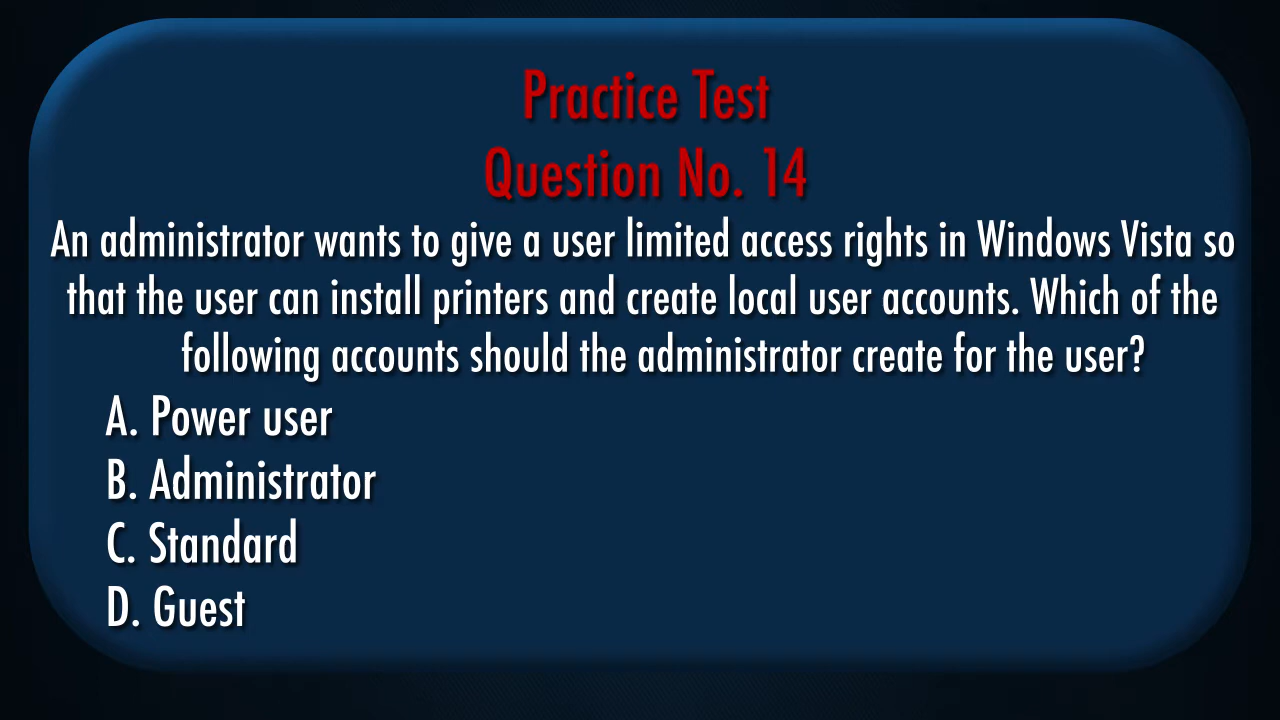 Practice Test
Question No. 14
An administrator wants to give a user limited access rights in Windows Vista so
that the user can install printers and create local user accounts. Which of the
following accounts should the administrator create for the user?
A. Power user
B. Administrator
C. Standard
D. Guest